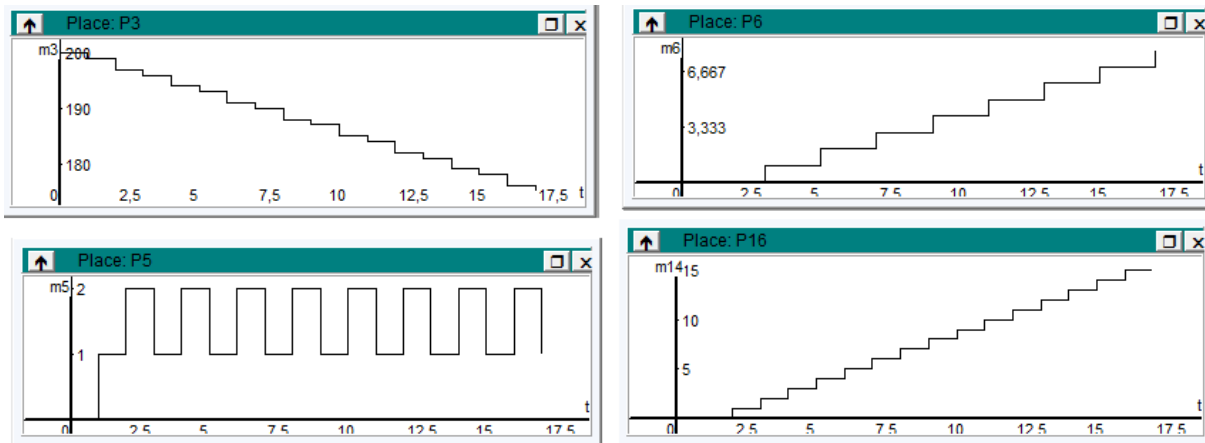 Place: P3
m3
200
190
180
0 2,5 5 7,5 10 12,5 15 17,5 t
Place: P6
m6
6,667
3,333
t
0 2,5 5 7,5 10 12,5 15 17,5
Place: P5
m5 2
1
t
0 2,5 5 7,5 10 12,5 15 17,5
Place: P16
m14 15
10
5
t
0 2,5 5 7,5 10 12,5 15 17,5